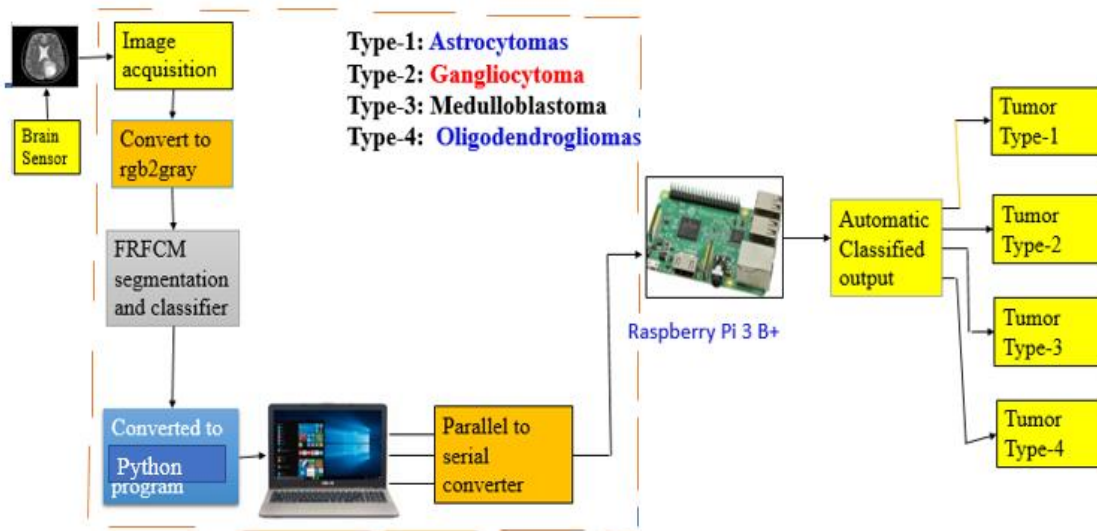 Image
acquisition
Brain
Sensor
Convert to
rgb2gray
FRFCM
segmentation
and classifier
Converted to
Python
program
Type-1: Astrocytomas
Type-2: Gangliocytoma
Type-3: Medulloblastoma
Type-4: Oligodendrogliomas
Parallel to
serial
converter
Raspberry Pi 3 B+
Automatic
Classified
output
Tumor
Type-1
Tumor
Type-2
Tumor
Type-3
Tumor
Type-4